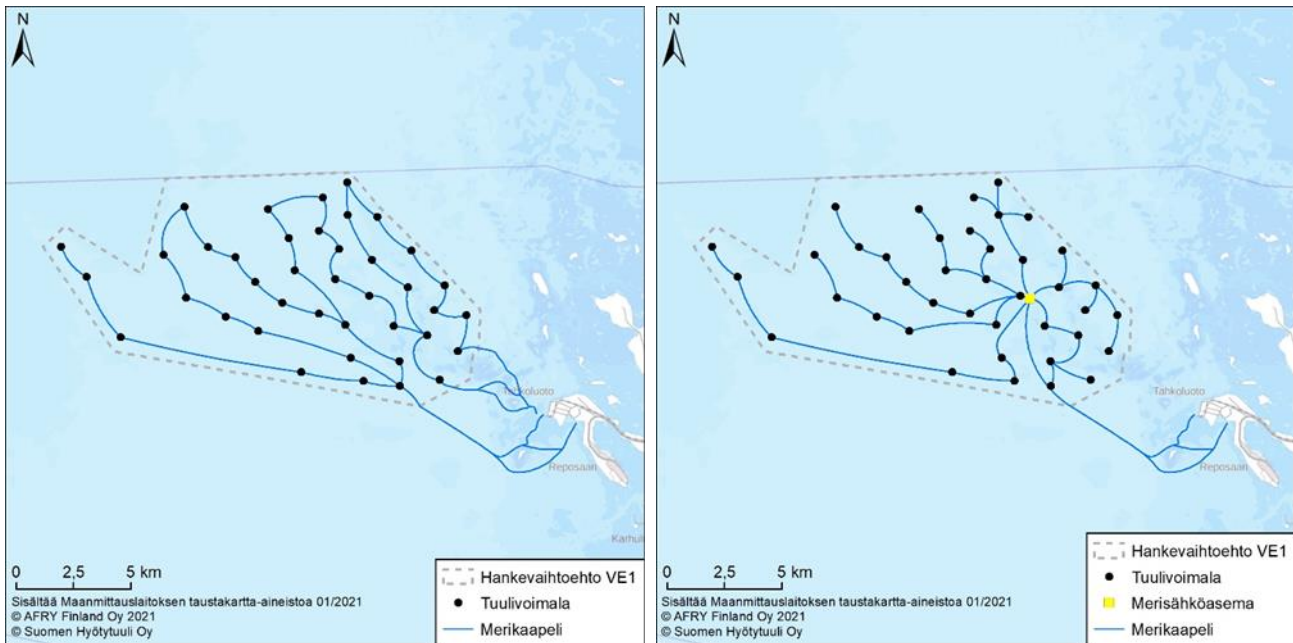 N
Tahkoluoto
Reposaari
Karhul
0 2,5 5 km
Sisältää Maanmittauslaitoksen taustakartta-aineistoa 01/2021
© AFRY Finland Oy 2021
© Suomen Hyötytuuli Oy
Hankevaihtoehto VE1
Tuulivoimala
Merikaapeli
N
Tahkoluoto
Reposaari
0 2,5 5 km
Sisältää Maanmittauslaitoksen taustakartta-aineistoa 01/2021
© AFRY Finland Oy 2021
© Suomen Hyötytuuli Oy
Hankevaihtoehto VE1
Tuulivoimala
Merisähköasema
Merikaapeli